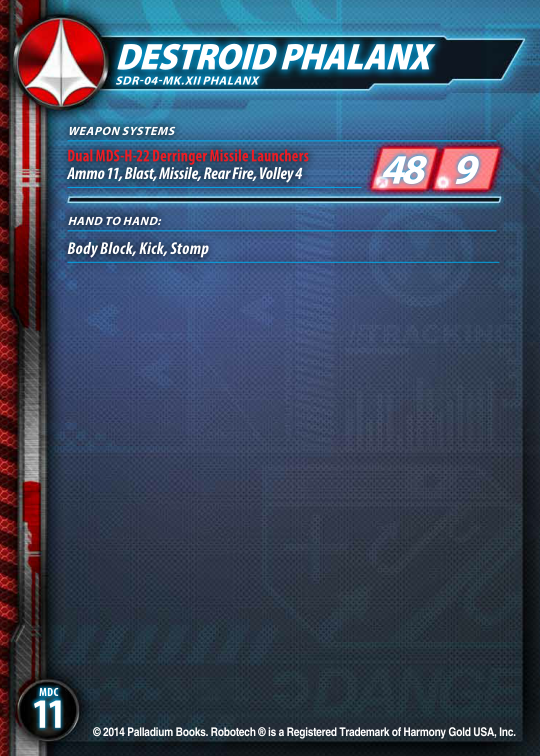 DESTROID PHALANX
SDR-04-MK.XII PHALANX
WEAPON SYSTEMS
Dual MDS-H-22 Derringer Missile Launchers
Ammo 11, Blast, Missile, Rear Fire, Volley 4
48 9
HAND TO HAND:
Body Block, Kick, Stomp
TRACKING
MDC
11
© 2014 Palladium Books. Robotech ® is a Registered Trademark of Harmony Gold USA, Inc.